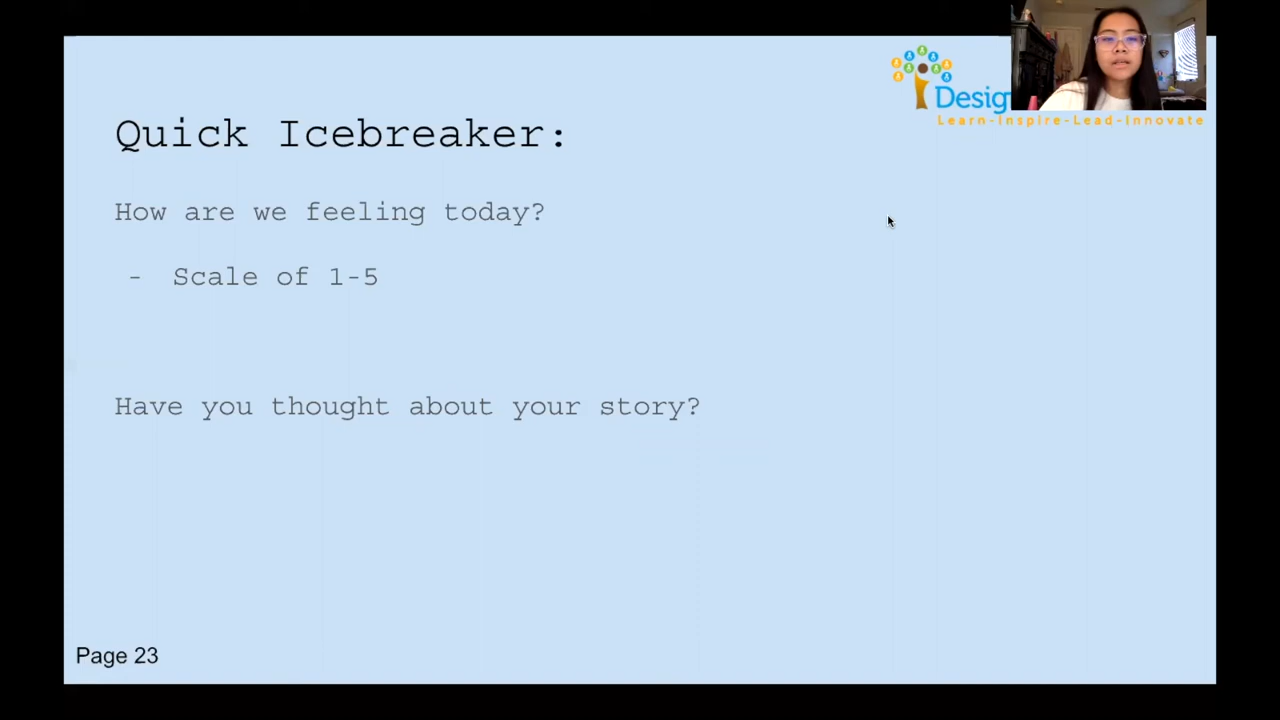 Desig
Learn-Inspire-Lead-Innovate
Quick Icebreaker:
How are we feeling today?
- Scale of 1-5
Have you thought about your story?
Page 23